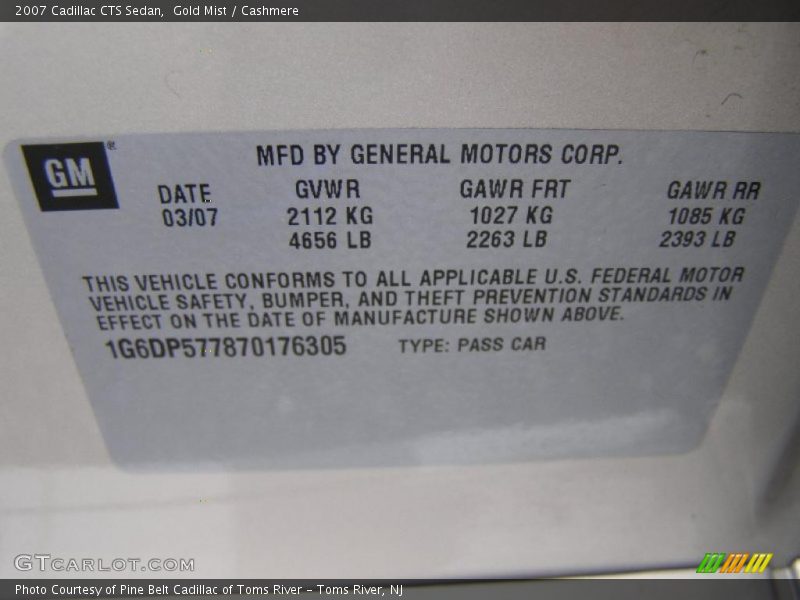 2007 Cadillac CTS Sedan,  Gold Mist / Cashmere
GM®
MFD BY GENERAL MOTORS CORP.
DATE GVWR GAWR FRT GAWR RR
03/07 2112 KG 1027 KG 1085 KG
4656 LB 2263 LB 2393 LB
THIS VEHICLE CONFORMS TO ALL APPLICABLE U.S. FEDERAL MOTOR
VEHICLE SAFETY, BUMPER, AND THEFT PREVENTION STANDARDS IN
EFFECT ON THE DATE OF MANUFACTURE SHOWN ABOVE.
1G6DP577870176305 TYPE: PASS CAR
GTCARLOT.COM
Photo Courtesy of Pine Belt Cadillac of Toms River – Toms River, NJ